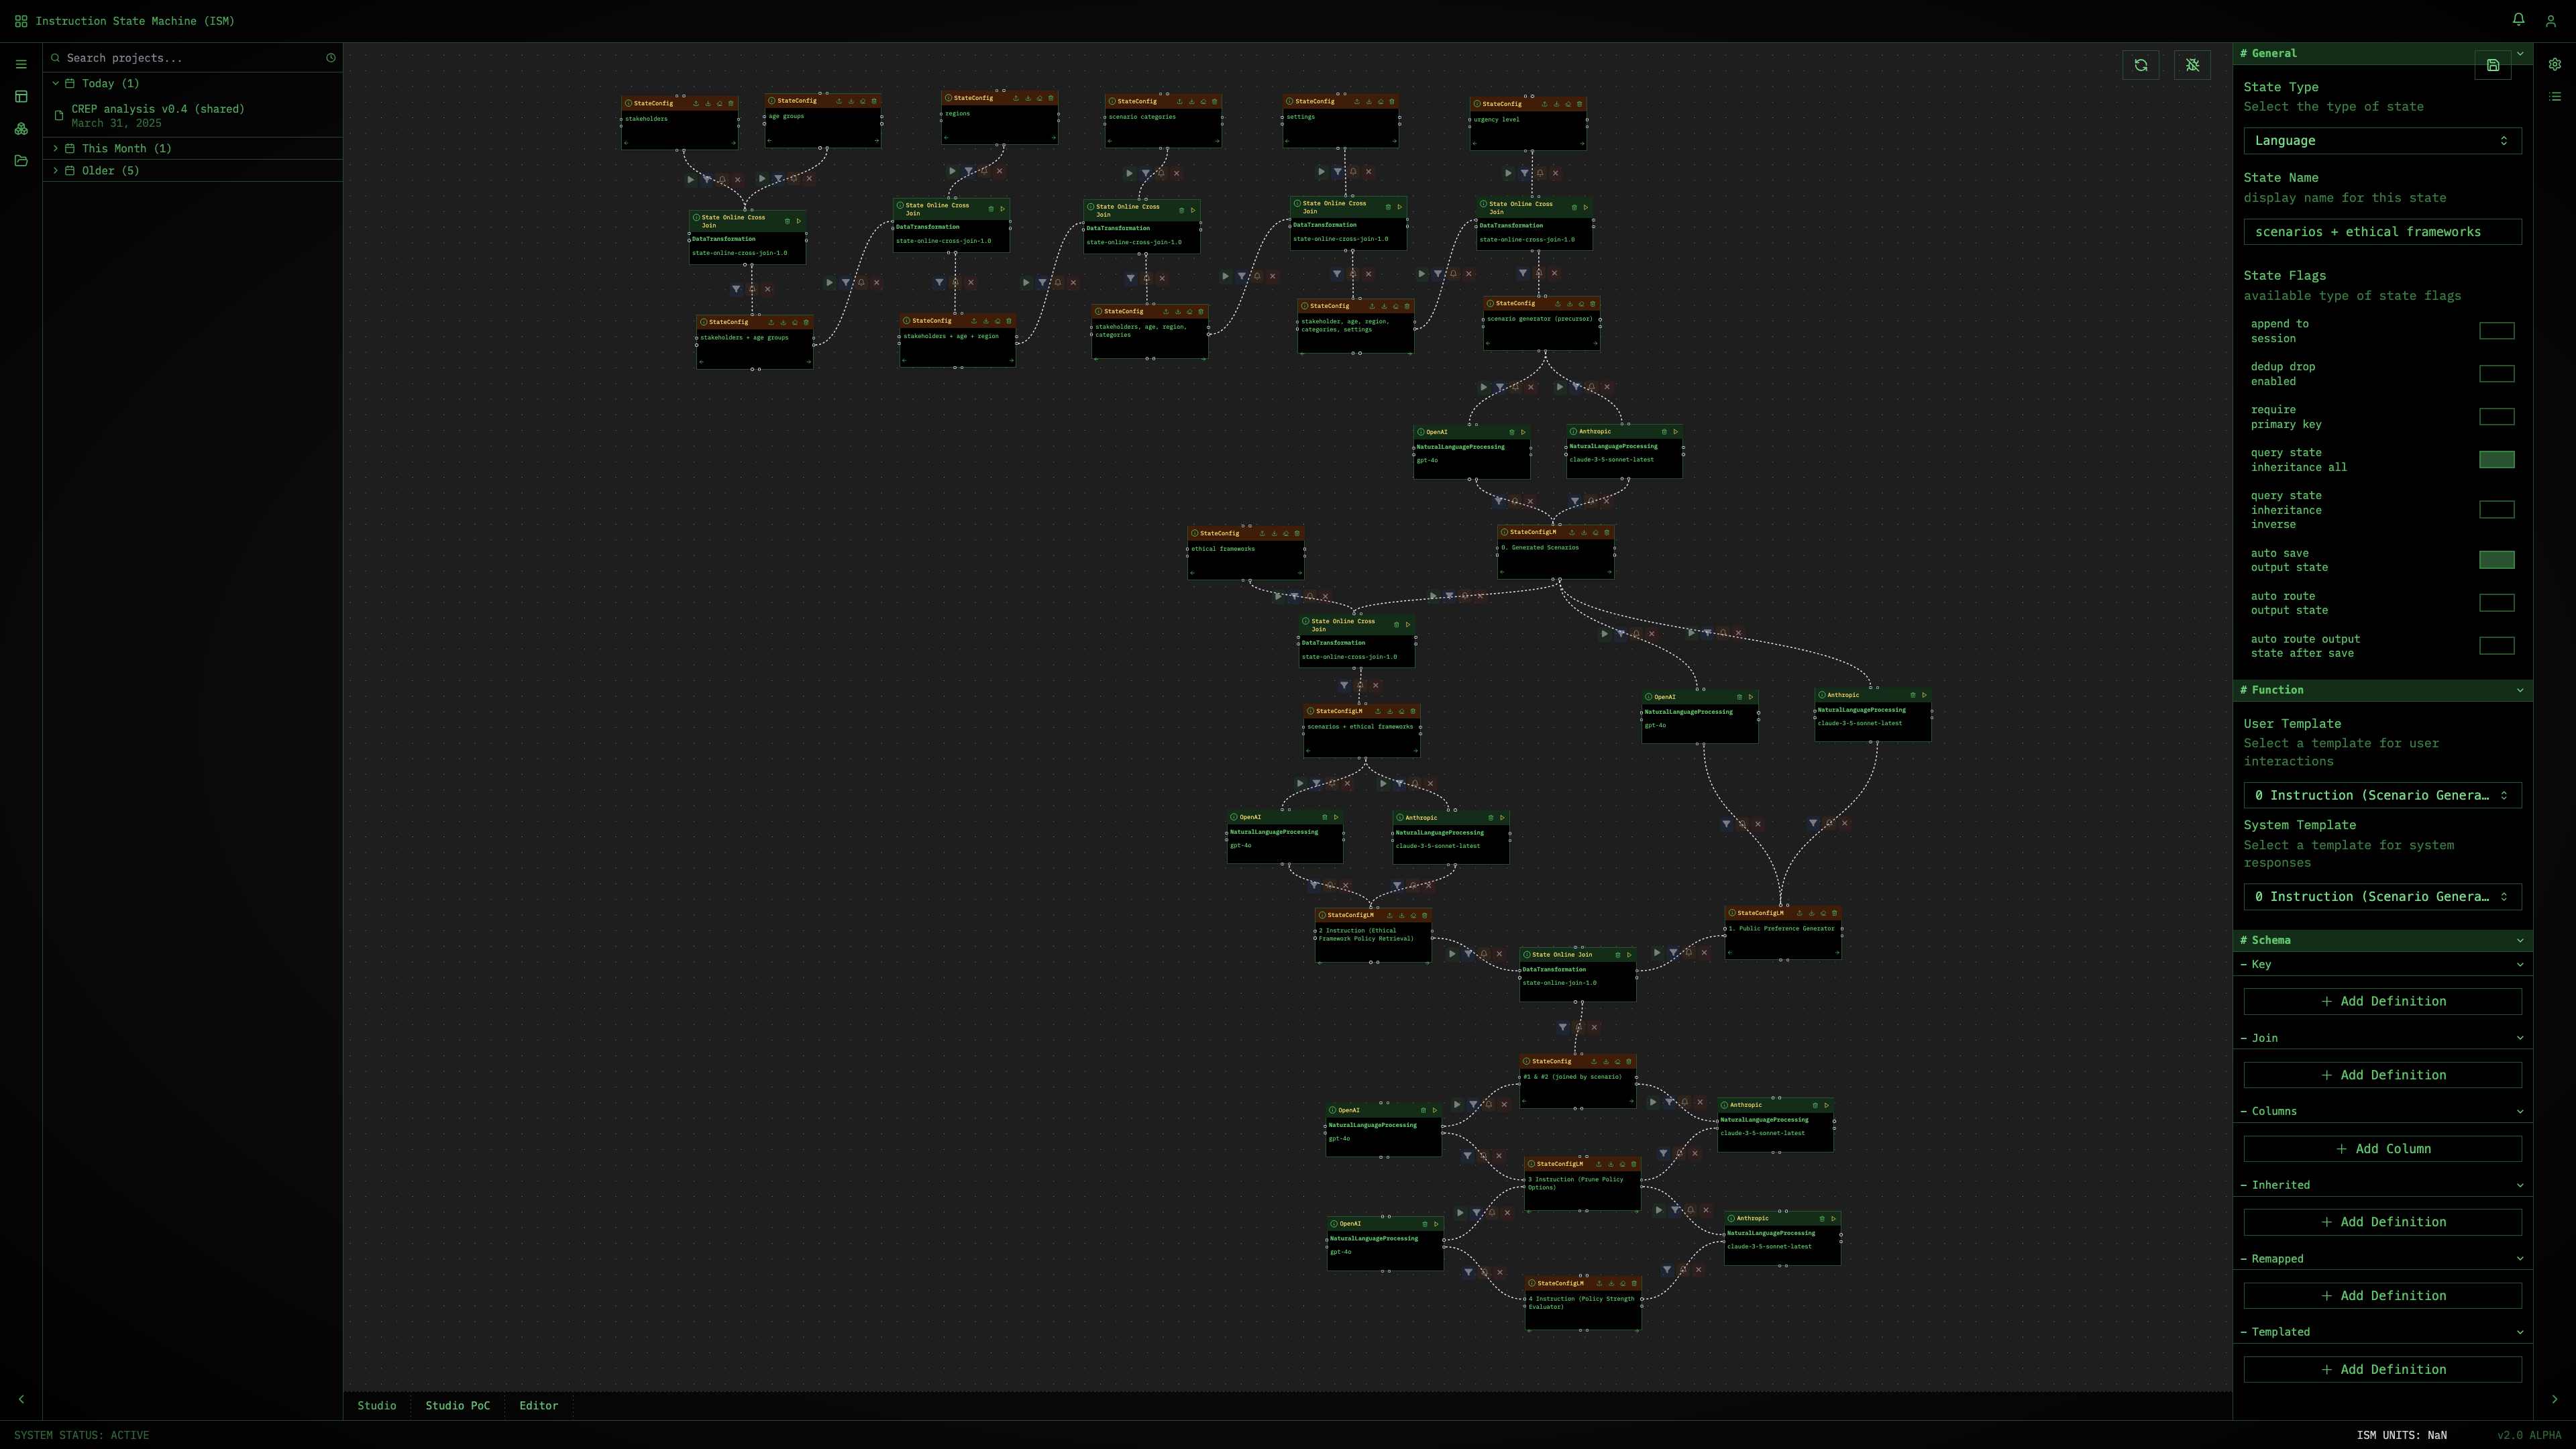 Instruction State Machine (ISM)
Search projects...
Today (1)
CREP analysis v0.4 (shared)
March 31, 2025
This Month (1)
Older (5)
StateConfig
stakeholders
StateConfig
age groups
StateConfig
regions
StateConfig
scenario categories
StateConfig
settings
StateConfig
urgency level
State Online Cross
Join
DataTransformation
state-online-cross-join-1.0
State Online Cross
Join
DataTransformation
state-online-cross-join-1.0
State Online Cross
Join
DataTransformation
state-online-cross-join-1.0
State Online Cross
Join
DataTransformation
state-online-cross-join-1.0
State Online Cross
Join
DataTransformation
state-online-cross-join-1.0
StateConfig
stakeholders + age groups
StateConfig
stakeholders + age + region
StateConfig
stakeholders, age, region,
categories
StateConfig
stakeholder, age, region,
categories, settings
StateConfig
scenario generator (precursor)
OpenAI
NaturalLanguageProcessing
gpt-4o
Anthropic
NaturalLanguageProcessing
claude-3-5-sonnet-latest
StateConfig
ethical frameworks
StateConfigLM
0. Generated Scenarios
State Online Cross
Join
DataTransformation
state-online-cross-join-1.0
StateConfigLM
scenarios + ethical frameworks
OpenAI
NaturalLanguageProcessing
gpt-4o
Anthropic
NaturalLanguageProcessing
claude-3-5-sonnet-latest
OpenAI
NaturalLanguageProcessing
gpt-4o
Anthropic
NaturalLanguageProcessing
claude-3-5-sonnet-latest
StateConfigLM
2 Instruction (Ethical
Framework Policy Retrieval)
StateConfigLM
1. Public Preference Generator
State Online Join
DataTransformation
state-online-join-1.0
StateConfig
#1 & #2 (joined by scenario)
OpenAI
NaturalLanguageProcessing
gpt-4o
Anthropic
NaturalLanguageProcessing
claude-3-5-sonnet-latest
StateConfigLM
3 Instruction (Prune Policy
Options)
OpenAI
NaturalLanguageProcessing
gpt-4o
Anthropic
NaturalLanguageProcessing
claude-3-5-sonnet-latest
StateConfigLM
4 Instruction (Policy Strength
Evaluator)
# General
State Type
Select the type of state
Language
State Name
display name for this state
scenarios + ethical frameworks
State Flags
available type of state flags
append to
session
dedup drop
enabled
require
primary key
query state
inheritance all
query state
inheritance
inverse
auto save
output state
auto route
output state
auto route output
state after save
# Function
User Template
Select a template for user
interactions
0 Instruction (Scenario Genera…
System Template
Select a template for system
responses
0 Instruction (Scenario Genera…
# Schema
– Key
+ Add Definition
– Join
+ Add Definition
– Columns
+ Add Column
– Inherited
+ Add Definition
– Remapped
+ Add Definition
– Templated
+ Add Definition
Studio
Studio PoC
Editor
SYSTEM STATUS: ACTIVE
ISM UNITS: NaN
v2.0 ALPHA